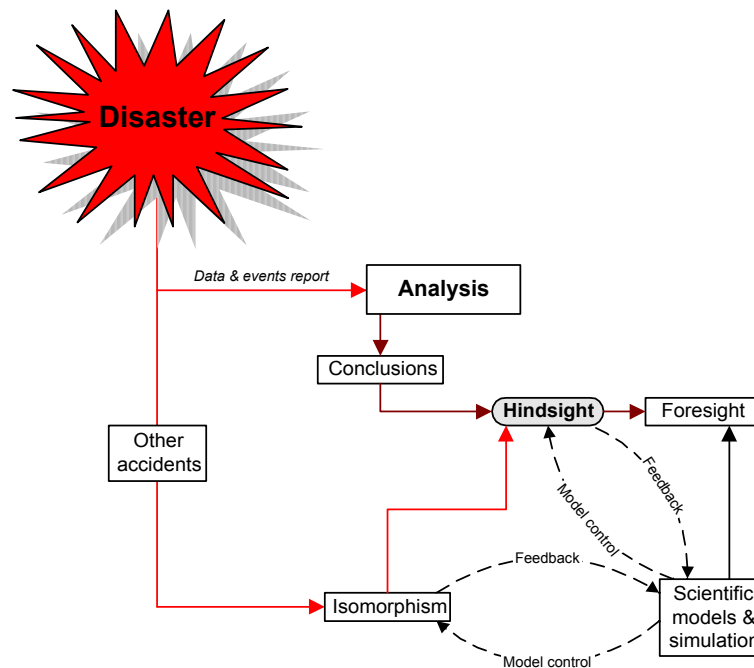 Disaster
Data & events report
Analysis
Conclusions
Hindsight
Foresight
Other
accidents
Feedback
Model control
Feedback
Isomorphism
Scientific
models &
simulation
Model control